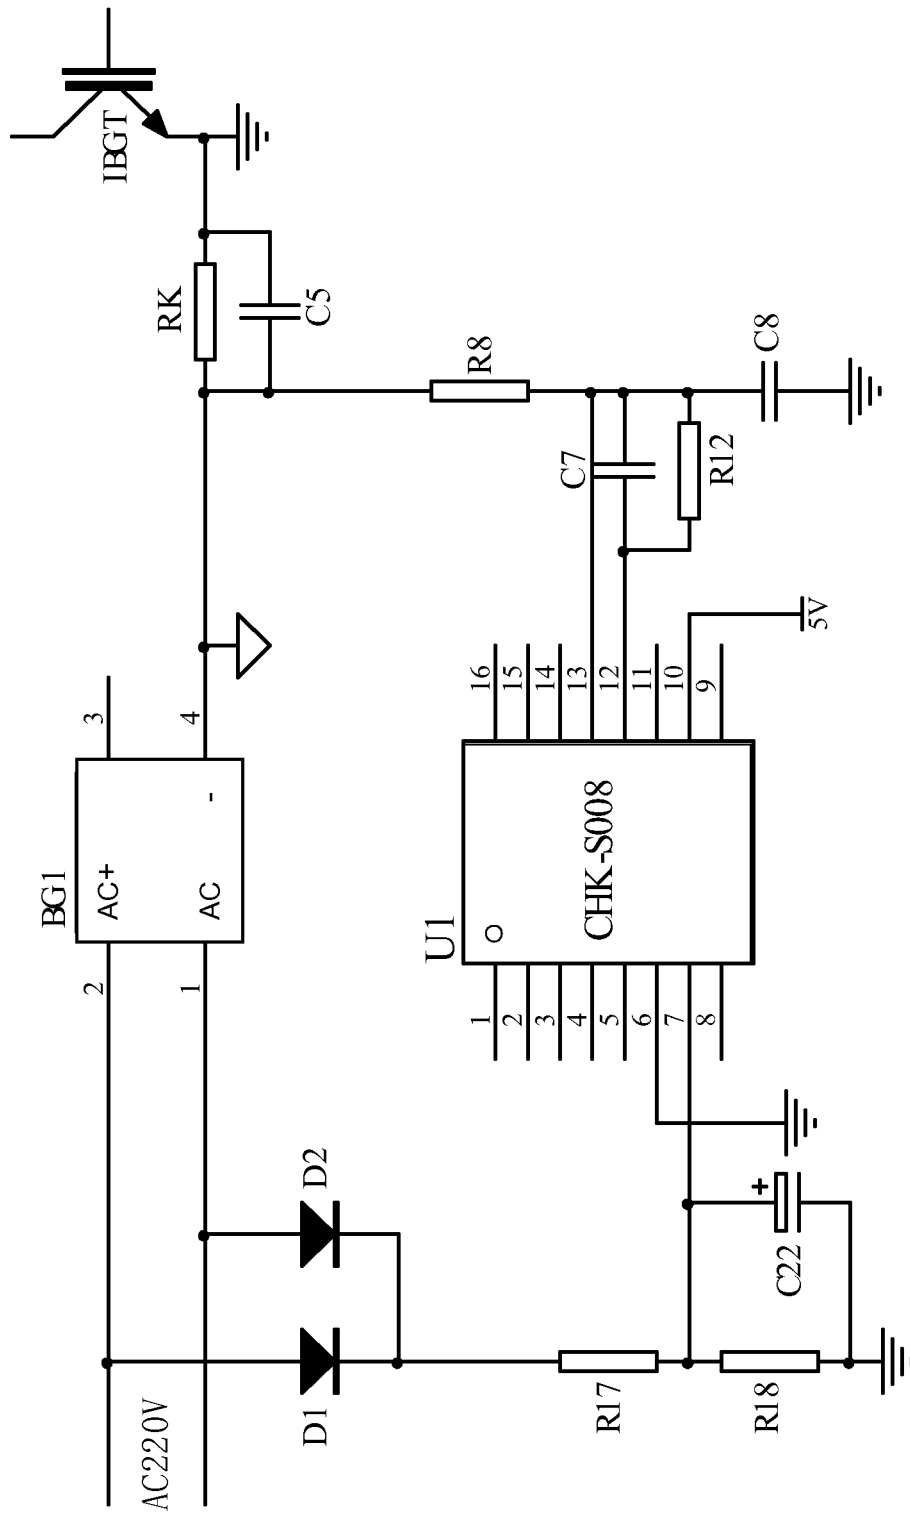 AC220V
BG1
2
AC+
3
1
AC
-
4
IBGT
RK
C5
D1
D2
R8
U1
CHK-S008
1
2
3
4
5
6
7
8
16
15
14
13
12
11
10
9
C7
R12
C8
5V
R17
R18
+
C22